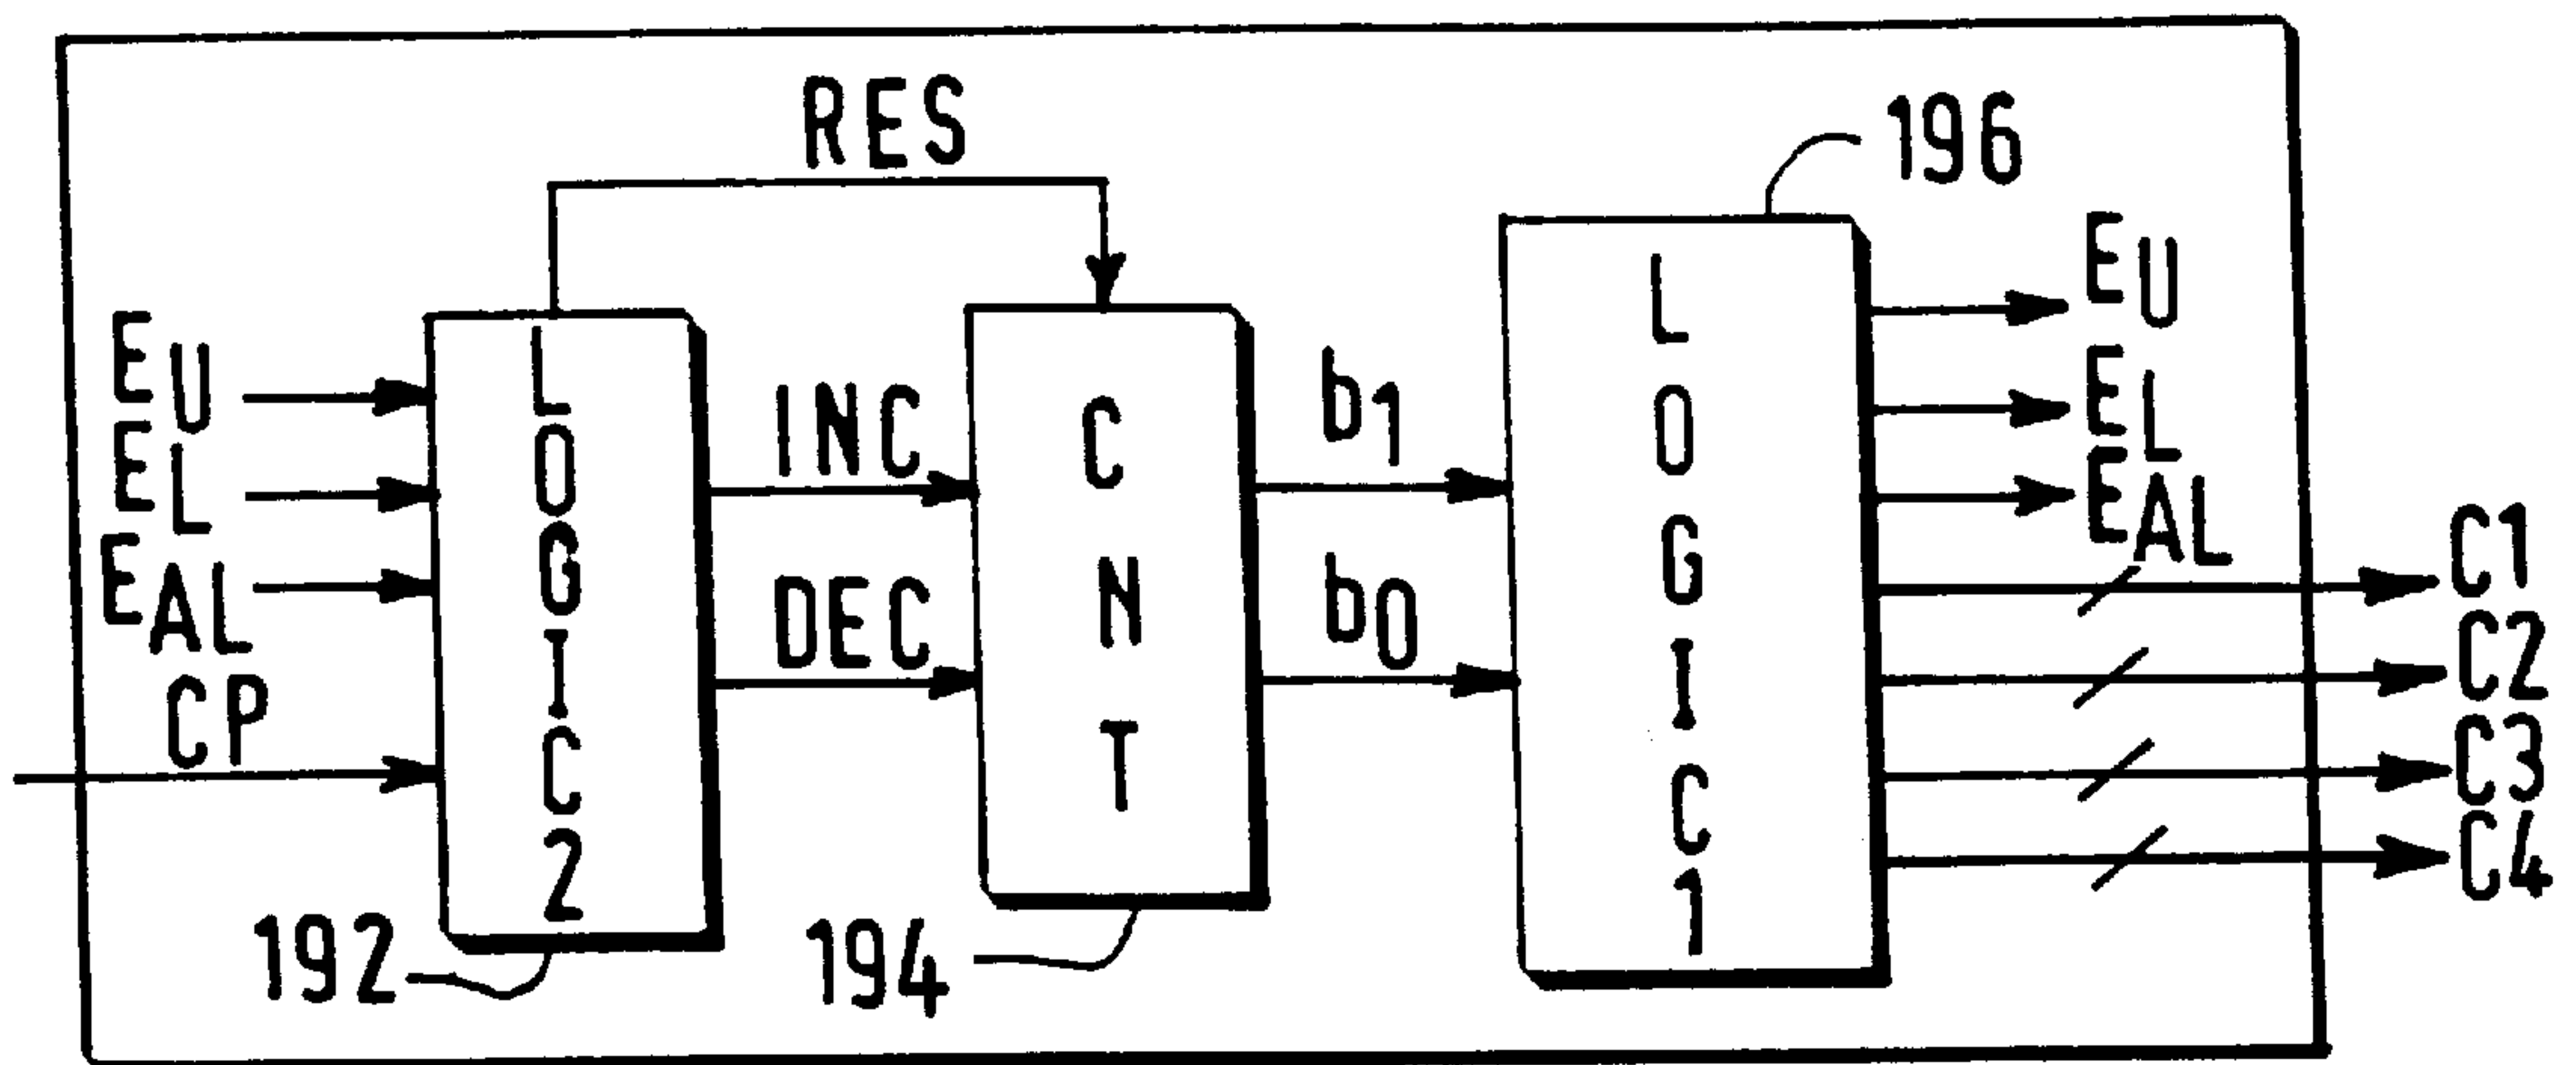 RES
196
EU
EL
EAL
CP
LOGIC2
INC
DEC
CNT
b1
b0
LOGIC1
EU
EL
EAL
C1
C2
C3
C4
192
194